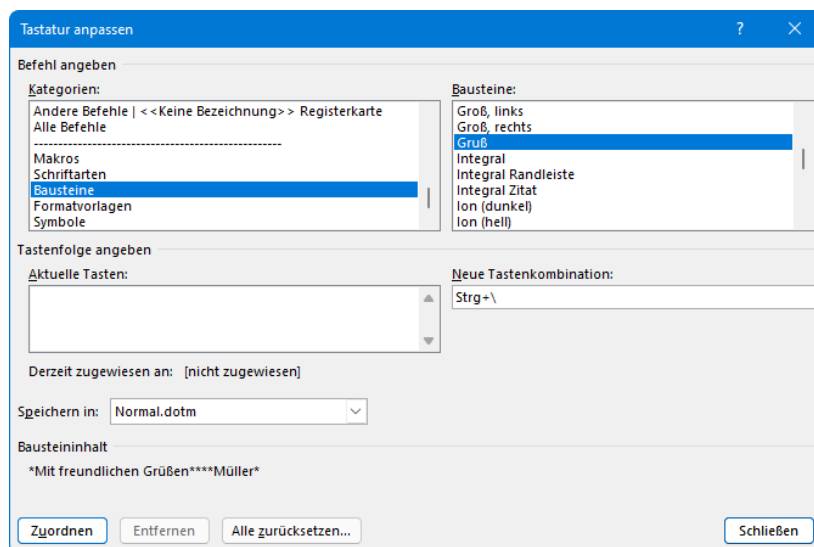 Tastatur anpassen
Befehl angeben
Kategorien:
Andere Befehle | <<Keine Bezeichnung>> Registerkarte
Alle Befehle
----------------------------------------------------
Makros
Schriftarten
Bausteine
Formatvorlagen
Symbole
Bausteine:
Groß, links
Groß, rechts
Gruß
Integral
Integral Randleiste
Integral Zitat
Ion (dunkel)
Ion (hell)
Tastenfolge angeben
Aktuelle Tasten:
Neue Tastenkombination:
Strg+\
Derzeit zugewiesen an: [nicht zugewiesen]
Speichern in: Normal.dotm
Bausteininhalt
*Mit freundlichen Grüßen****Müller*
Zuordnen Entfernen Alle zurücksetzen... Schließen